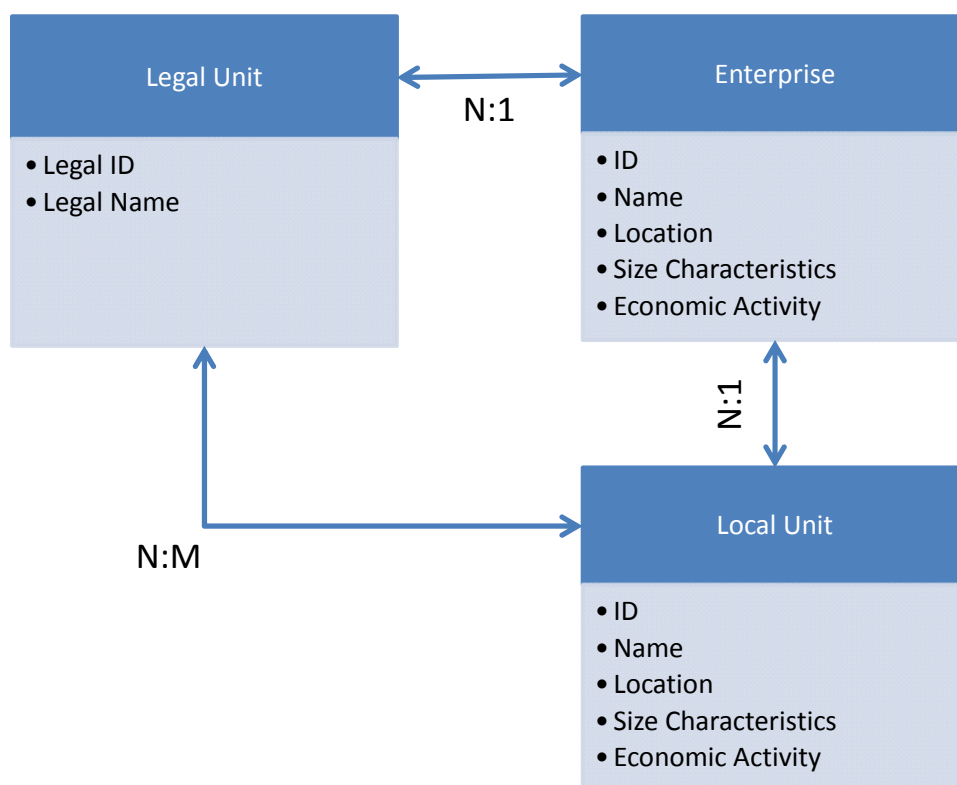 Legal Unit
• Legal ID
• Legal Name
N:1
Enterprise
• ID
• Name
• Location
• Size Characteristics
• Economic Activity
N:1
N:M
Local Unit
• ID
• Name
• Location
• Size Characteristics
• Economic Activity